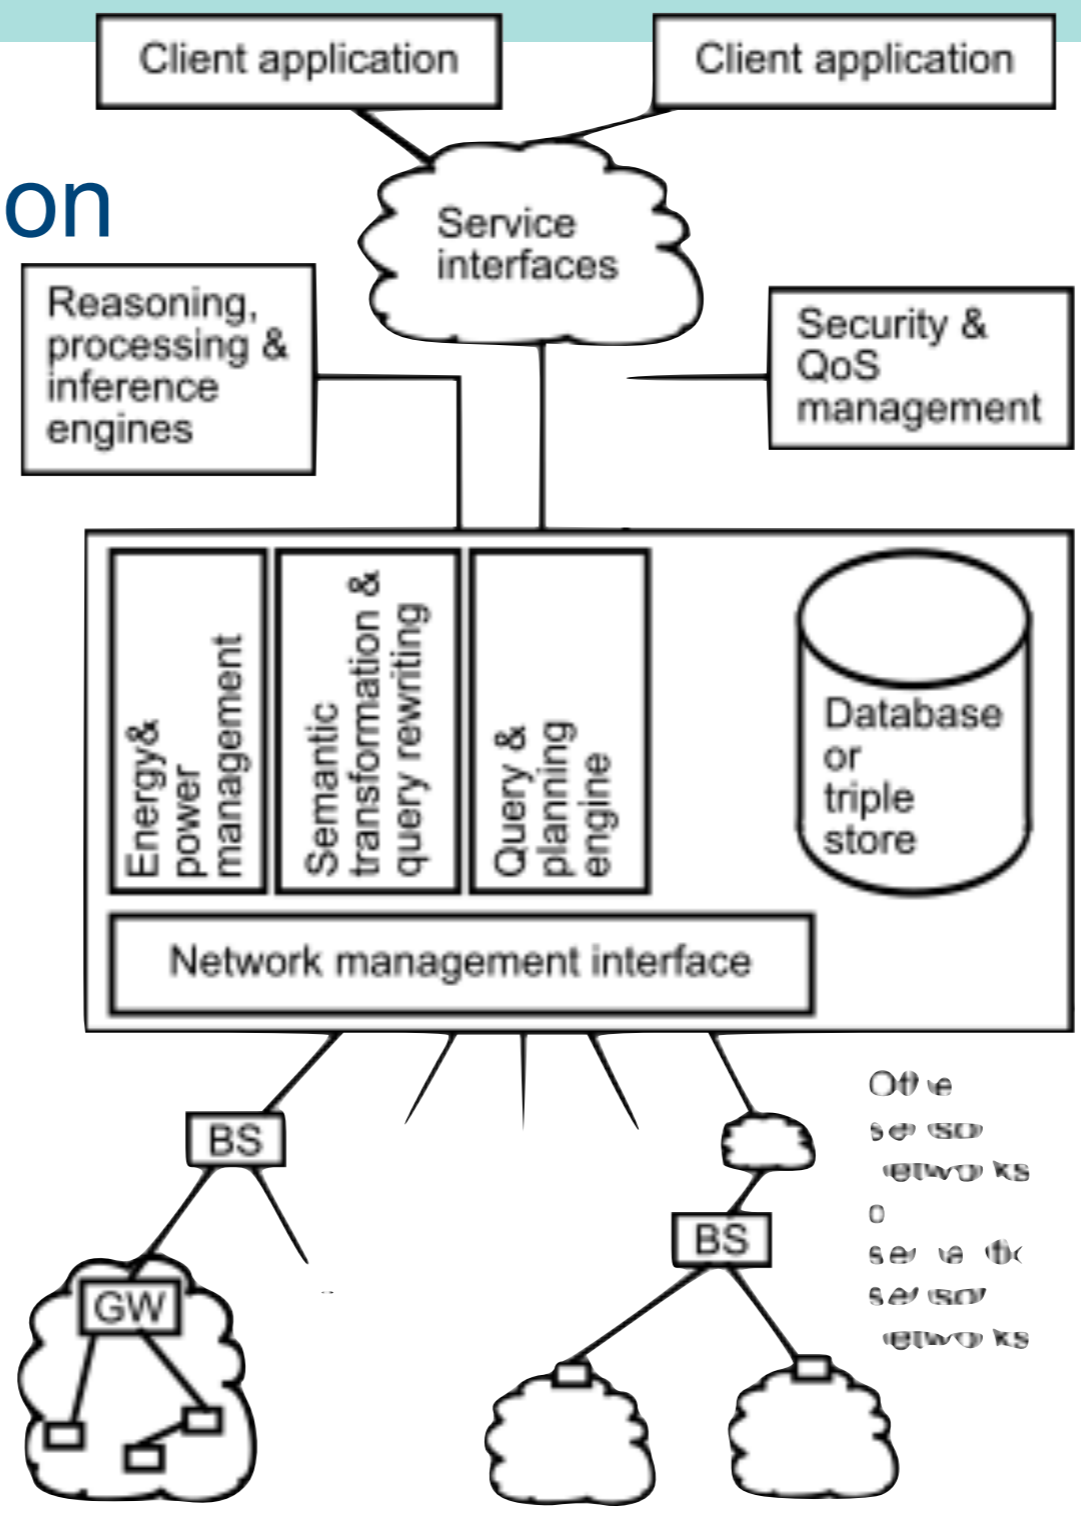 Client application
Client application
on
Service
interfaces
Reasoning,
processing &
inference
engines
Security &
QoS
management
Energy&
power
management
Semantic
transformation &
query rewriting
Query &
planning
engine
Database
or
triple
store
Network management interface
BS
BS
GW